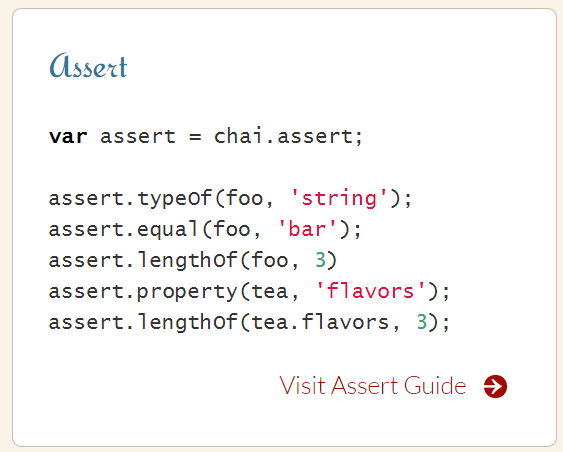 Assert
var assert = chai.assert;
assert.typeOf(foo, 'string');
assert.equal(foo, 'bar');
assert.lengthOf(foo, 3)
assert.property(tea, 'flavors');
assert.lengthOf(tea.flavors, 3);
Visit Assert Guide